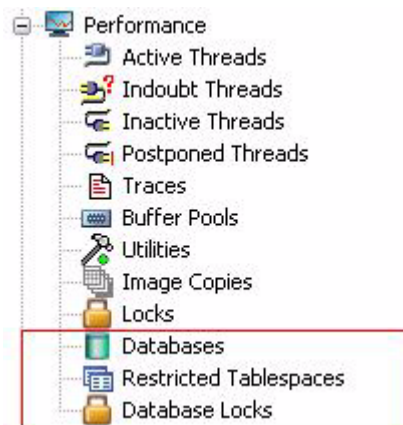 Performance
Active Threads
Indoubt Threads
Inactive Threads
Postponed Threads
Traces
Buffer Pools
Utilities
Image Copies
Locks
Databases
Restricted Tablespaces
Database Locks